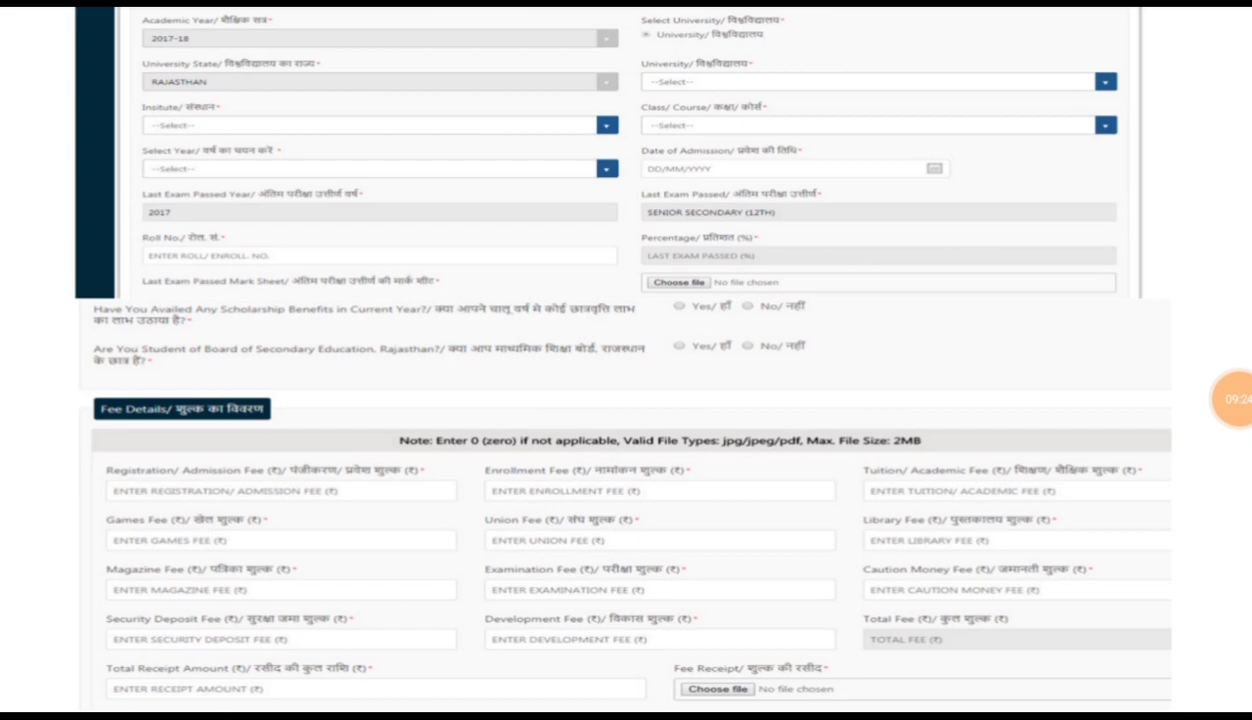 Academic Year/ शैक्षिक सत्र* Select University/ विश्वविद्यालय*
2017-18 University/ विश्वविद्यालय
University State/ विश्वविद्यालय का राज्य* University/ विश्वविद्यालय*
RAJASTHAN --Select--
Insitute/ संस्थान* Class/ Course/ कक्षा/ कोर्स*
--Select-- --Select--
Select Year/ वर्ष का चयन करें * Date of Admission/ प्रवेश की तिथि*
--Select-- DD/MM/YYYY
Last Exam Passed Year/ अंतिम परीक्षा उत्तीर्ण वर्ष* Last Exam Passed/ अंतिम परीक्षा उत्तीर्ण*
2017 SENIOR SECONDARY (12TH)
Roll No./ रोल. सं.* Percentage/ प्रतिशत (%)*
ENTER ROLL/ ENROLL. NO. LAST EXAM PASSED (%)
Last Exam Passed Mark Sheet/ अंतिम परीक्षा उत्तीर्ण की मार्क शीट* Choose file No file chosen
Have You Availed Any Scholarship Benefits in Current Year?/ क्या आपने चालू वर्ष मे कोई छात्रवृत्ति लाभ Yes/ हाँ No/ नहीं
का लाभ उठाया है?*
Are You Student of Board of Secondary Education, Rajasthan?/ क्या आप माध्यमिक शिक्षा बोर्ड, राजस्थान Yes/ हाँ No/ नहीं
के छात्र हैं?*
09:24
Fee Details/ शुल्क का विवरण
Note: Enter 0 (zero) if not applicable, Valid File Types: jpg/jpeg/pdf, Max. File Size: 2MB
Registration/ Admission Fee (₹)/ पंजीकरण/ प्रवेश शुल्क (₹)* Enrollment Fee (₹)/ नामांकन शुल्क (₹)* Tuition/ Academic Fee (₹)/ शिक्षण/ शैक्षिक शुल्क (₹)*
ENTER REGISTRATION/ ADMISSION FEE (₹) ENTER ENROLLMENT FEE (₹) ENTER TUITION/ ACADEMIC FEE (₹)
Games Fee (₹)/ खेल शुल्क (₹)* Union Fee (₹)/ संघ शुल्क (₹)* Library Fee (₹)/ पुस्तकालय शुल्क (₹)*
ENTER GAMES FEE (₹) ENTER UNION FEE (₹) ENTER LIBRARY FEE (₹)
Magazine Fee (₹)/ पत्रिका शुल्क (₹)* Examination Fee (₹)/ परीक्षा शुल्क (₹)* Caution Money Fee (₹)/ जमानती शुल्क (₹)*
ENTER MAGAZINE FEE (₹) ENTER EXAMINATION FEE (₹) ENTER CAUTION MONEY FEE (₹)
Security Deposit Fee (₹)/ सुरक्षा जमा शुल्क (₹)* Development Fee (₹)/ विकास शुल्क (₹)* Total Fee (₹)/ कुल शुल्क (₹)
ENTER SECURITY DEPOSIT FEE (₹) ENTER DEVELOPMENT FEE (₹) TOTAL FEE (₹)
Total Receipt Amount (₹)/ रसीद की कुल राशि (₹)* Fee Receipt/ शुल्क की रसीद*
ENTER RECEIPT AMOUNT (₹) Choose file No file chosen